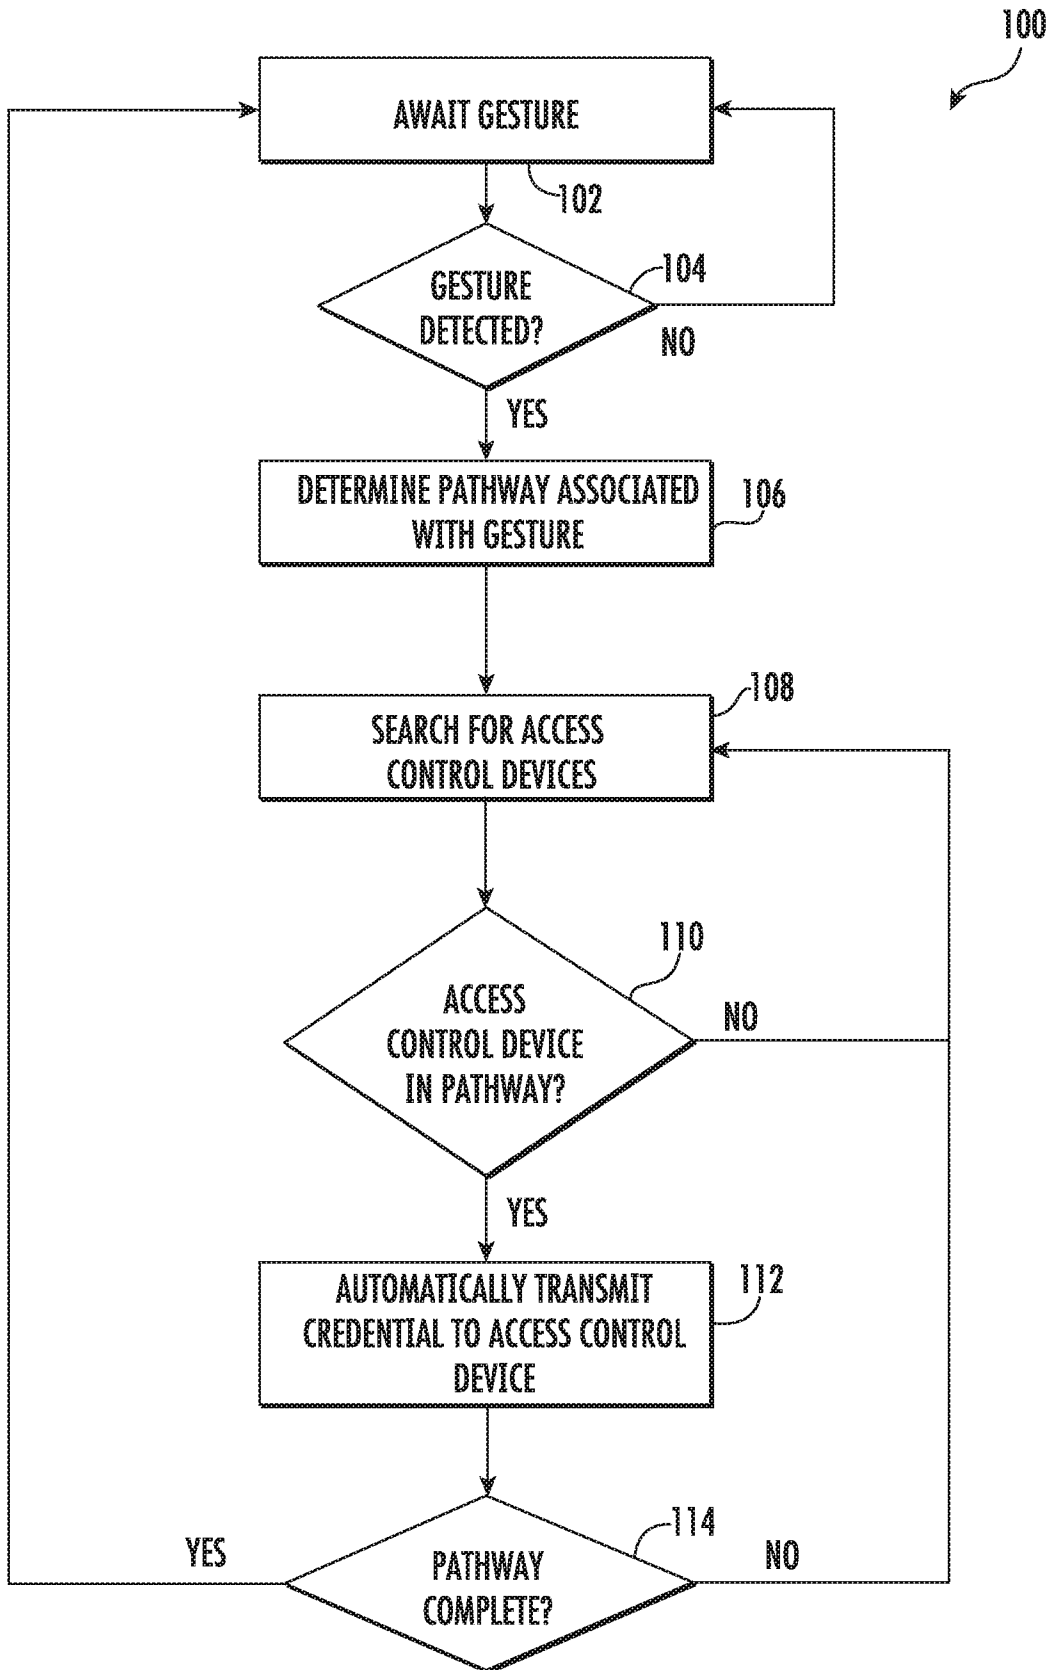 100
AWAIT GESTURE
102
GESTURE
DETECTED?
104
NO
YES
DETERMINE PATHWAY ASSOCIATED
WITH GESTURE
106
SEARCH FOR ACCESS
CONTROL DEVICES
108
ACCESS
CONTROL DEVICE
IN PATHWAY?
110
NO
YES
AUTOMATICALLY TRANSMIT
CREDENTIAL TO ACCESS CONTROL
DEVICE
112
PATHWAY
COMPLETE?
114
YES
NO